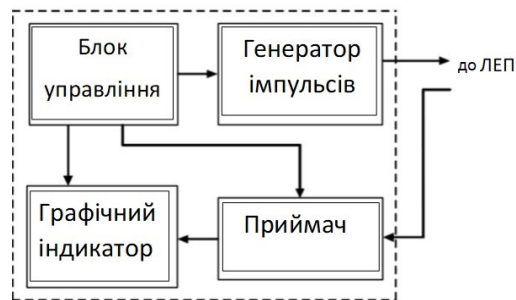 Блок
управління
Генератор
імпульсів
до ЛЕП
Графічний
індикатор
Приймач